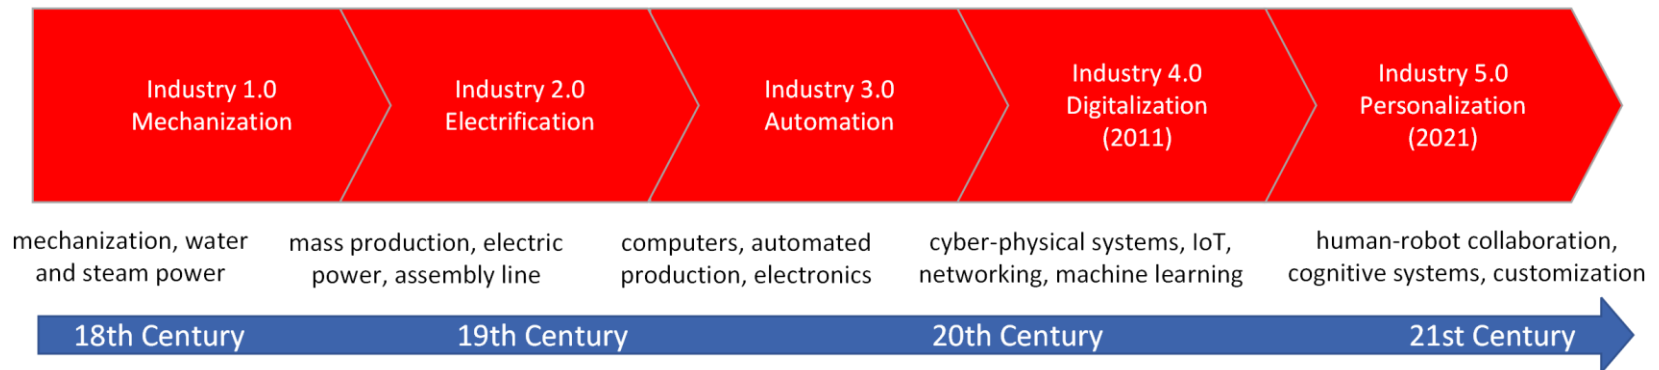 Industry 1.0
Mechanization
Industry 2.0
Electrification
Industry 3.0
Automation
Industry 4.0
Digitalization
(2011)
Industry 5.0
Personalization
(2021)
mechanization, water
and steam power
mass production, electric
power, assembly line
computers, automated
production, electronics
cyber-physical systems, IoT,
networking, machine learning
human-robot collaboration,
cognitive systems, customization
18th Century
19th Century
20th Century
21st Century